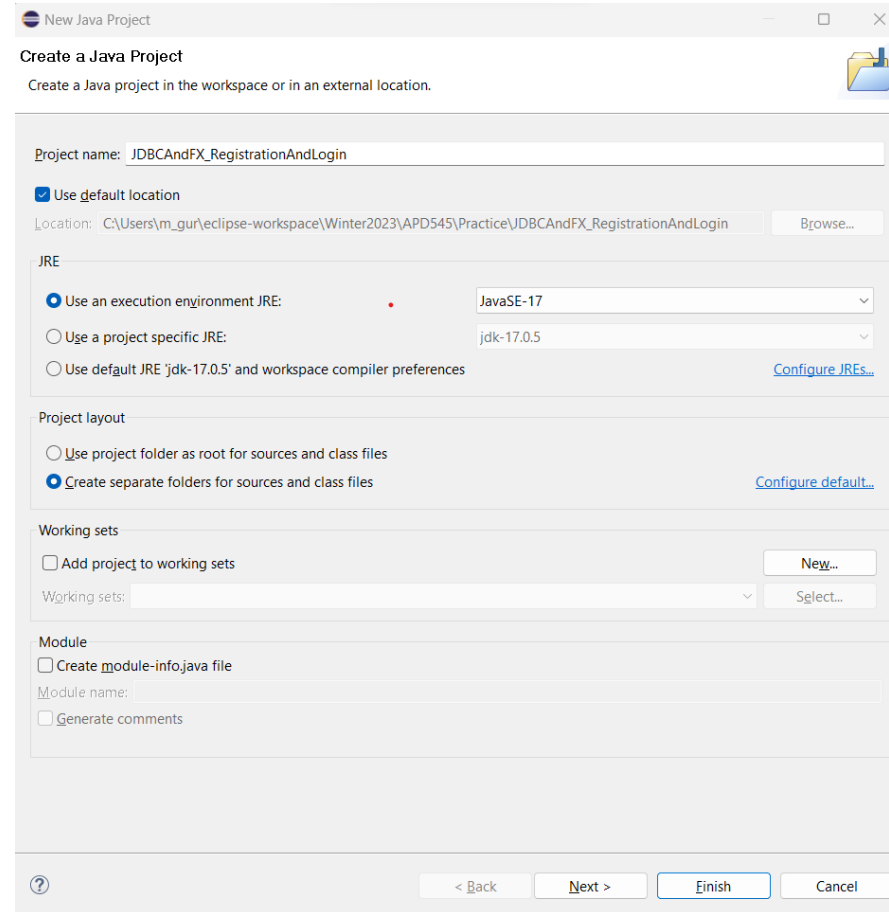 New Java Project
Create a Java Project
Create a Java project in the workspace or in an external location.
Project name: JDBCAndFX_RegistrationAndLogin
Use default location
Location: C:\Users\m_gur\eclipse-workspace\Winter2023\APD545\Practice\JDBCAndFX_RegistrationAndLogin Browse...
JRE
Use an execution environment JRE: JavaSE-17
Use a project specific JRE: jdk-17.0.5
Use default JRE 'jdk-17.0.5' and workspace compiler preferences Configure JREs...
Project layout
Use project folder as root for sources and class files
Create separate folders for sources and class files Configure default...
Working sets
Add project to working sets New...
Working sets: Select...
Module
Create module-info.java file
Module name:
Generate comments
? < Back Next > Finish Cancel